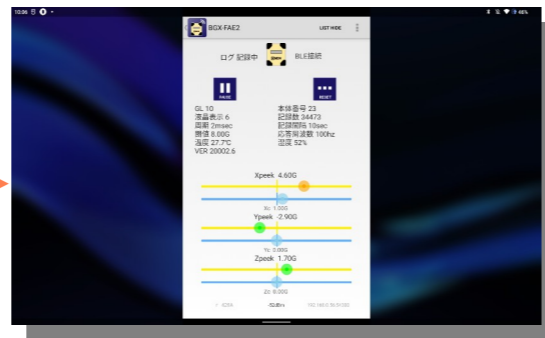 10:06
46%
BGX-FAE2 LIST HIDE
ログ 記録中 BLE接続
PAUSE RESET
GL 10 本体番号 23
液晶表示 6 記録数 34473
周期 2msec 記録間隔 10sec
閾値 8.00G 応答周波数 100hz
温度 27.7℃ 湿度 52%
VER 20002.6
Xpeek 4.60G
Xc 1.00G
Ypeek -2.90G
Yc 0.00G
Zpeek 1.70G
Zc 0.00G